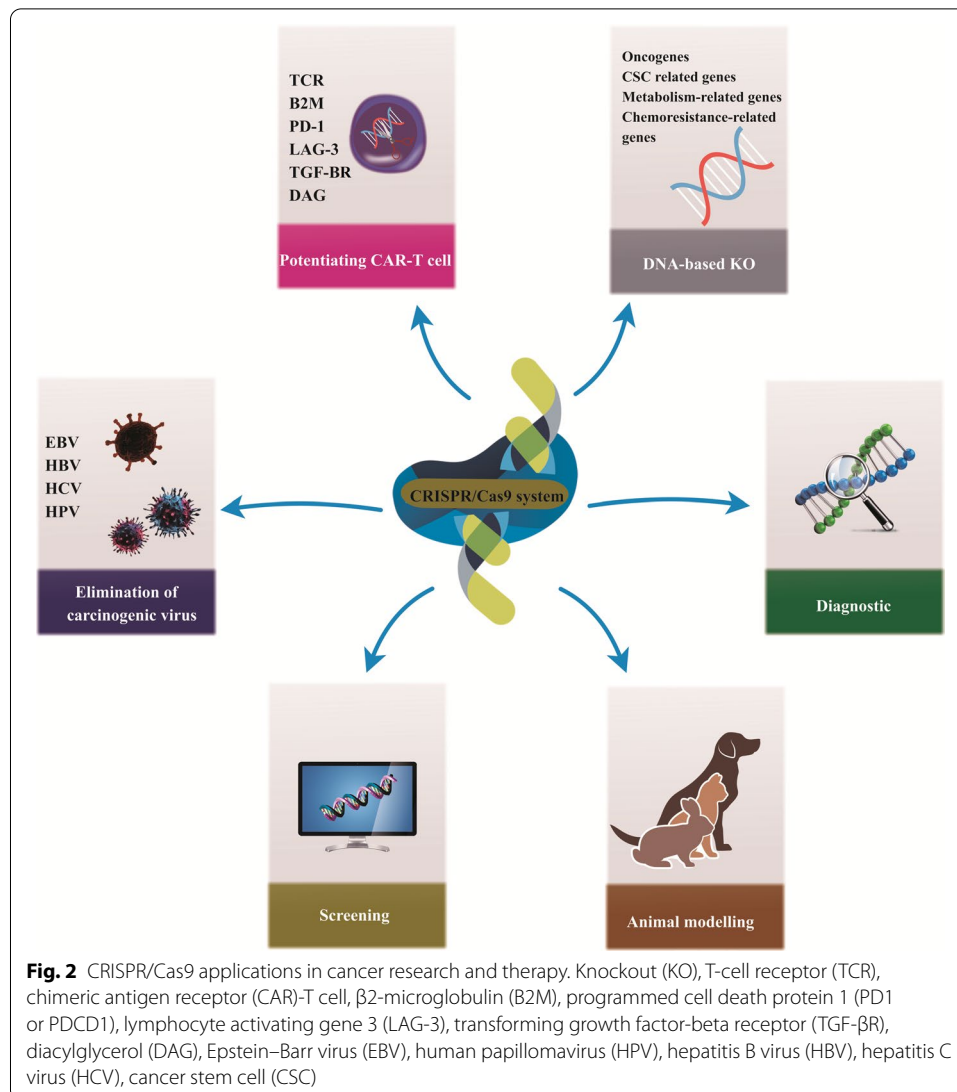 TCR
B2M
PD-1
LAG-3
TGF-BR
DAG
Potentiating CAR-T cell
Oncogenes
CSC related genes
Metabolism-related genes
Chemoresistance-related
genes
DNA-based KO
EBV
HBV
HCV
HPV
Elimination of
carcinogenic virus
CRISPR/Cas9 system
Diagnostic
Screening
Animal modelling
Fig. 2 CRISPR/Cas9 applications in cancer research and therapy. Knockout (KO), T-cell receptor (TCR),
chimeric antigen receptor (CAR)-T cell, β2-microglobulin (B2M), programmed cell death protein 1 (PD1
or PDCD1), lymphocyte activating gene 3 (LAG-3), transforming growth factor-beta receptor (TGF-βR),
diacylglycerol (DAG), Epstein–Barr virus (EBV), human papillomavirus (HPV), hepatitis B virus (HBV), hepatitis C
virus (HCV), cancer stem cell (CSC)